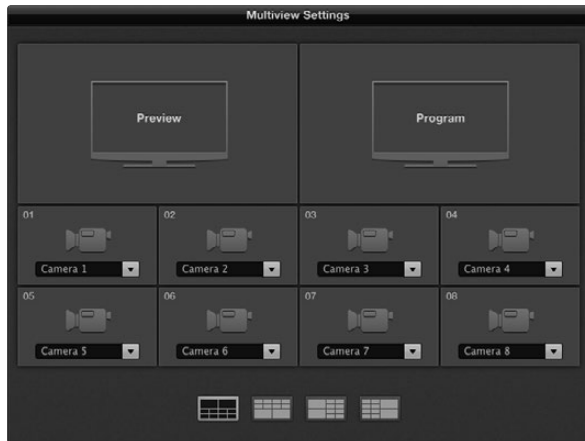 Multiview Settings
Preview
Program
01
02
03
04
Camera 1
Camera 2
Camera 3
Camera 4
05
06
07
08
Camera 5
Camera 6
Camera 7
Camera 8